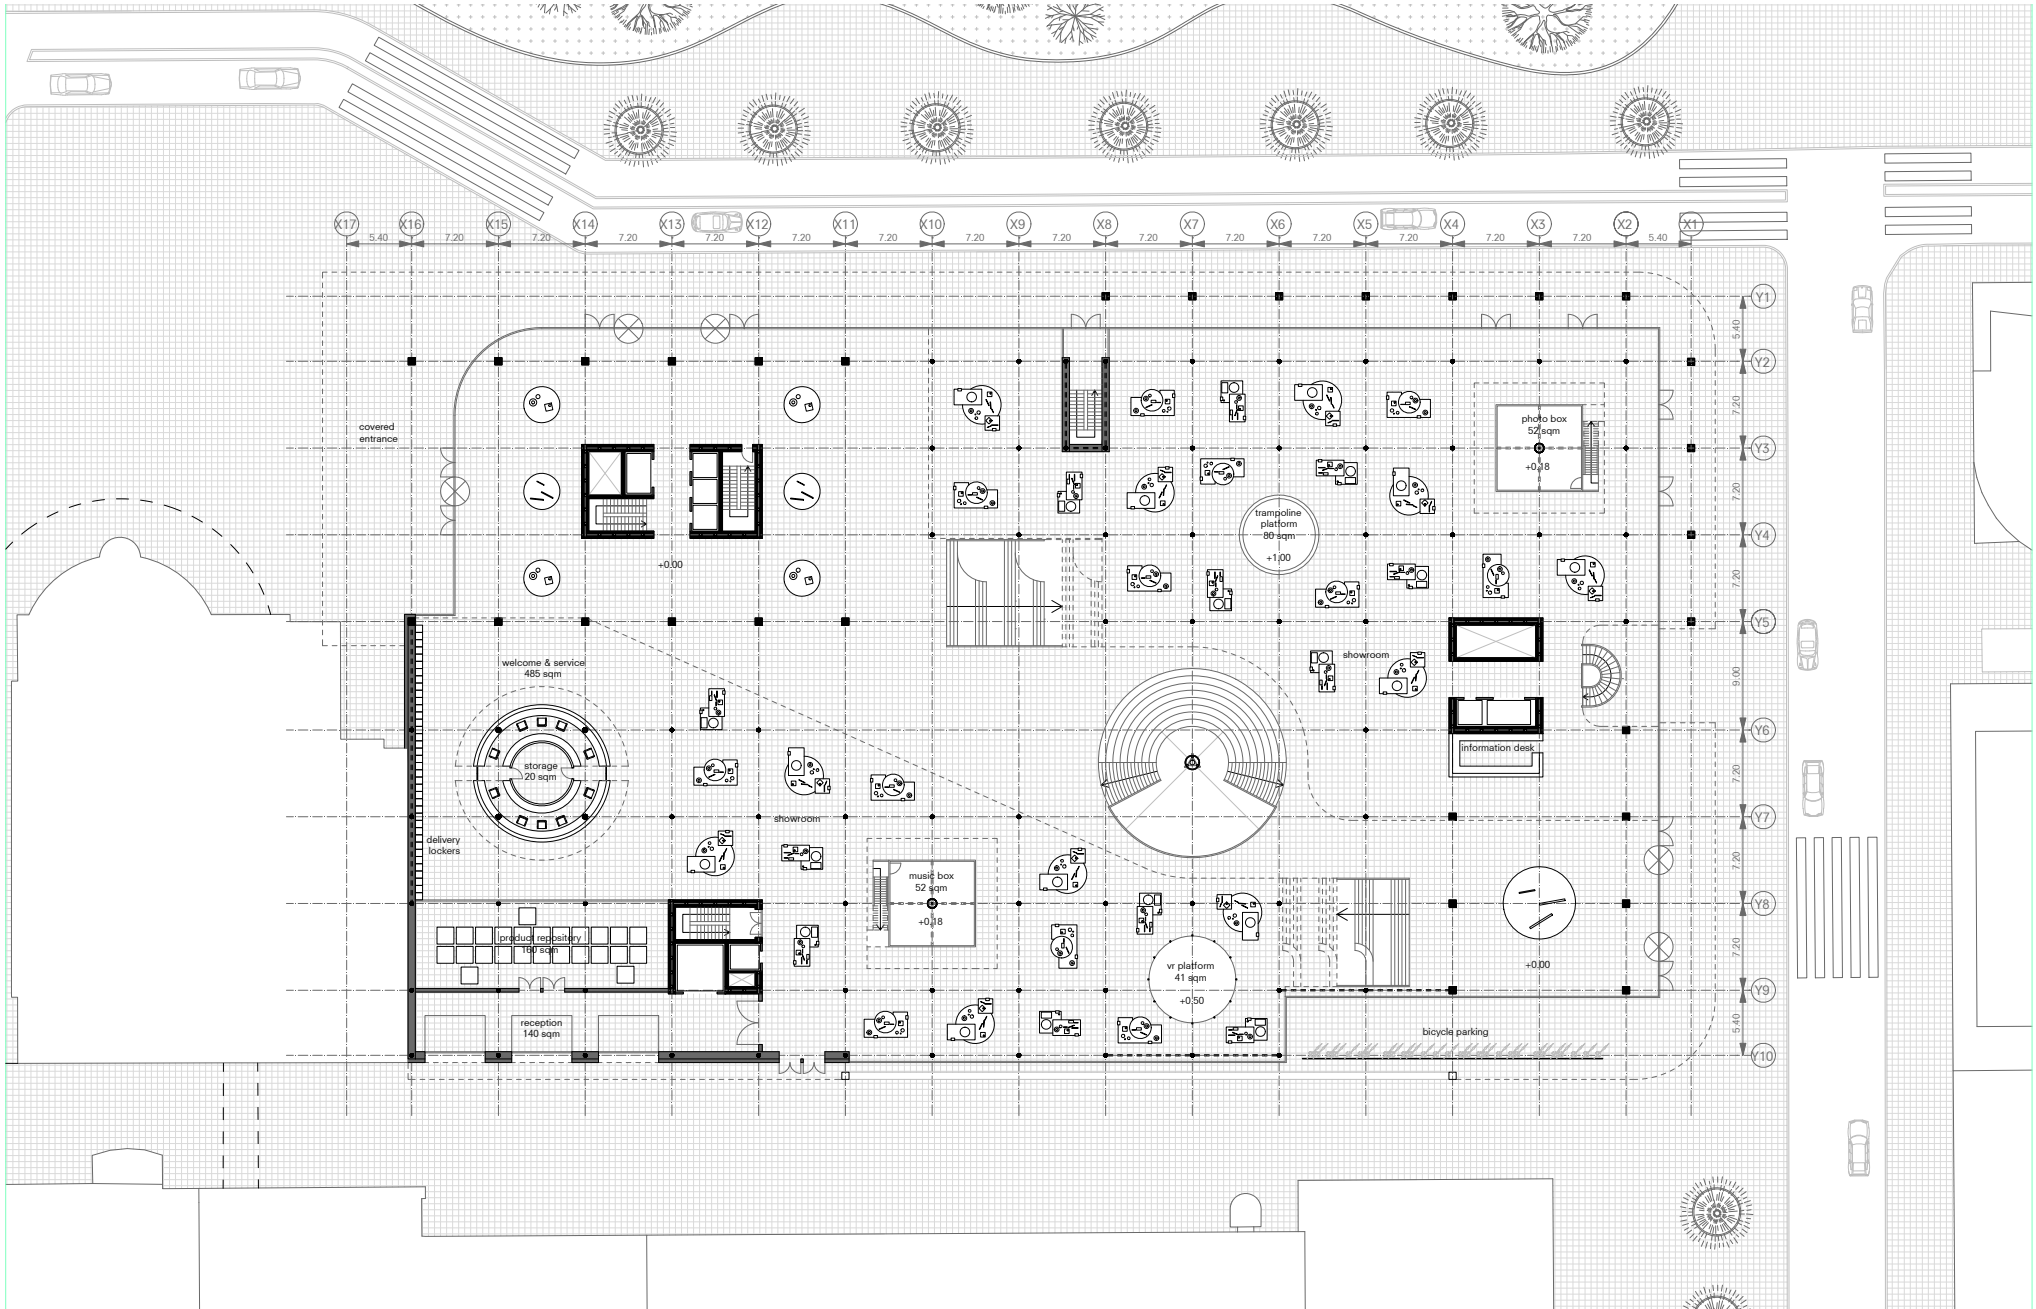 X17 X16 X15 X14 X13 X12 X11 X10 X9 X8 X7 X6 X5 X4 X3 X2 X1
5.40 7.20 7.20 7.20 7.20 7.20 7.20 7.20 7.20 7.20 7.20 7.20 7.20 7.20 7.20 5.40
Y1
5.40
Y2
7.20
photo box
52 sqm
covered
entrance
Y3
+0.18
7.20
trampoline
platform
80 sqm
Y4
+1.00
+0.00
7.20
Y5
welcome & service
485 sqm
showroom
9.00
Y6
information desk
storage
20 sqm
7.20
Y7
showroom
delivery
lockers
7.20
music box
52 sqm
Y8
+0.18
product repository
160 sqm
7.20
vr platform
41 sqm
+0.00
Y9
+0.50
reception
140 sqm
5.40
bicycle parking
Y10